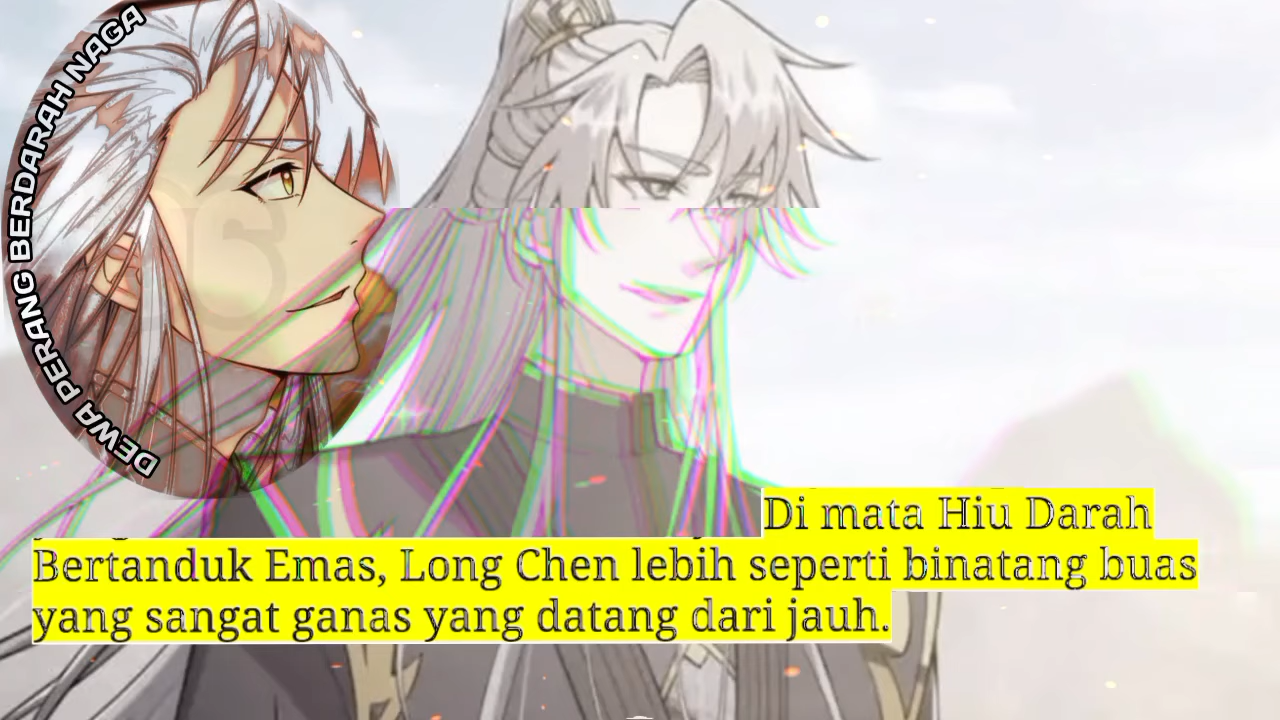 DEWA PERANG BERDARAH NAGA
Di mata Hiu Darah
Bertanduk Emas, Long Chen lebih seperti binatang buas
yang sangat ganas yang datang dari jauh.